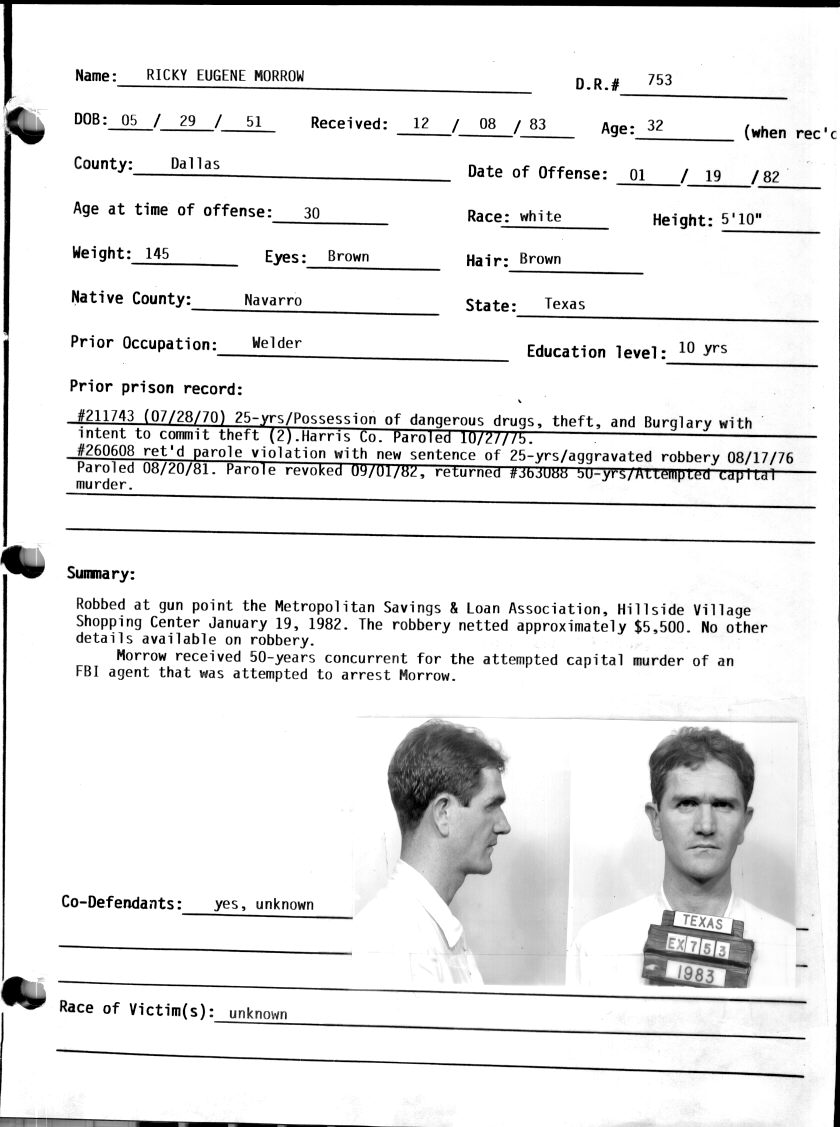 Name: RICKY EUGENE MORROW D.R.# 753
DOB: 05 / 29 / 51 Received: 12 / 08 / 83 Age: 32 (when rec'd
County: Dallas Date of Offense: 01 / 19 / 82
Age at time of offense: 30 Race: white Height: 5'10"
Weight: 145 Eyes: Brown Hair: Brown
Native County: Navarro State: Texas
Prior Occupation: Welder Education level: 10 yrs
Prior prison record:
#211743 (07/28/70) 25-yrs/Possession of dangerous drugs, theft, and Burglary with
intent to commit theft (2).Harris Co. Paroled 10/27/75.
#260608 ret'd parole violation with new sentence of 25-yrs/aggravated robbery 08/17/76
Paroled 08/20/81. Parole revoked 09/01/82, returned #363088 50-yrs/Attempted capital
murder.
Summary:
Robbed at gun point the Metropolitan Savings & Loan Association, Hillside Village
Shopping Center January 19, 1982. The robbery netted approximately $5,500. No other
details available on robbery.
Morrow received 50-years concurrent for the attempted capital murder of an
FBI agent that was attempted to arrest Morrow.
Co-Defendants: yes, unknown
TEXAS
EX 7 5 3
1983
Race of Victim(s): unknown